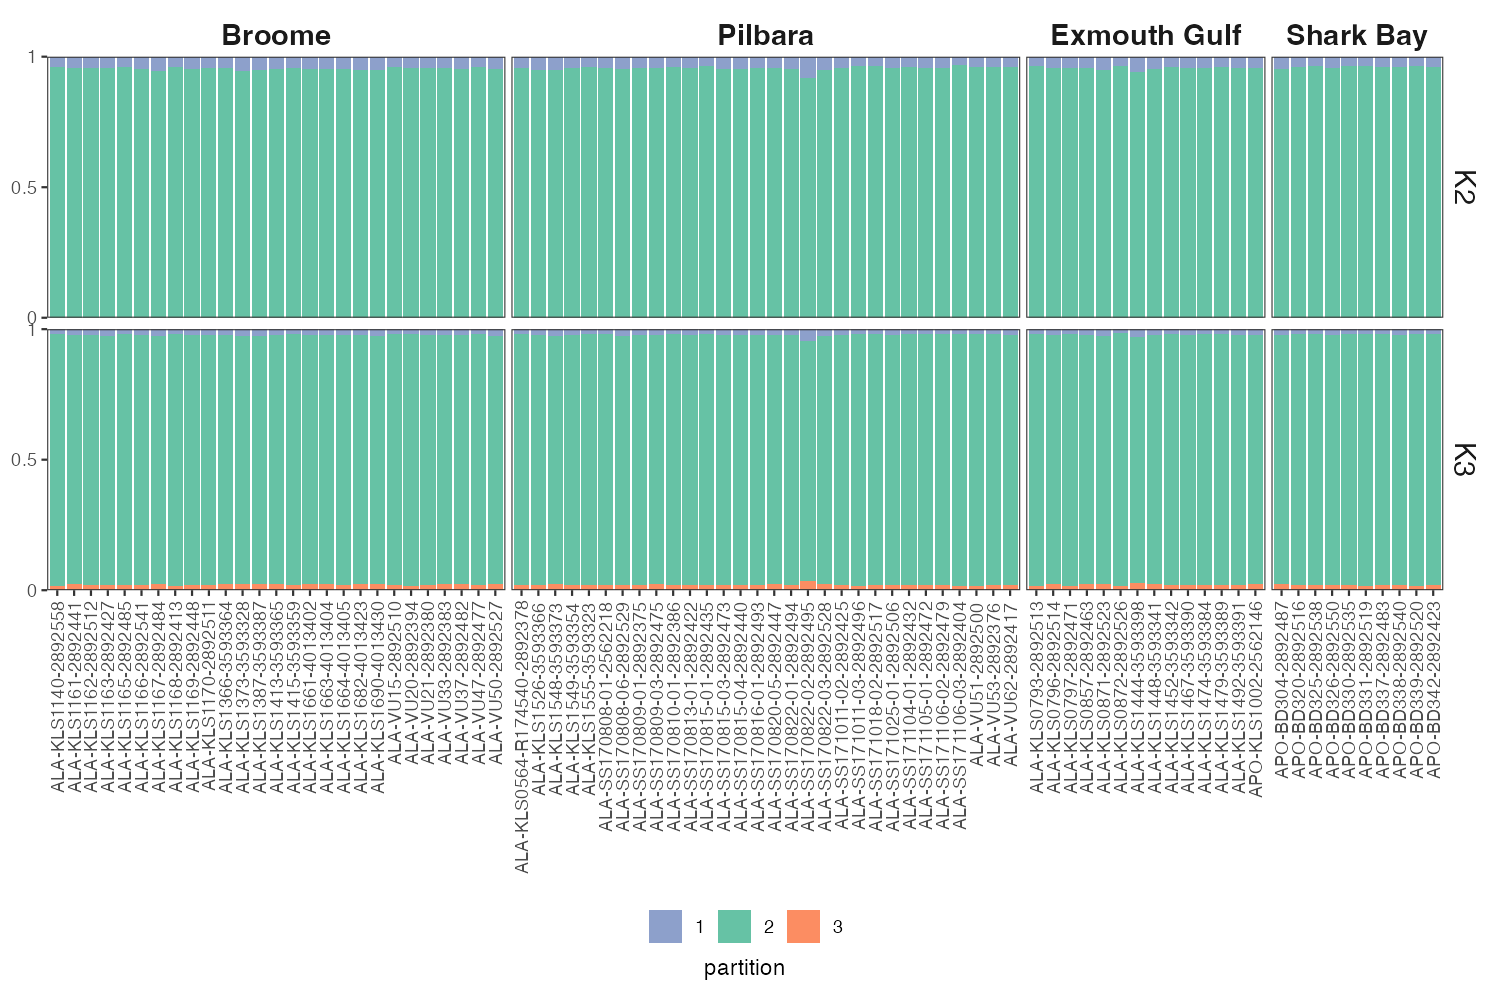 Broome Pilbara Exmouth Gulf Shark Bay
1
0.5
0
K2
1
0.5
0
K3
ALA-KLS1140-2892558
ALA-KLS1161-2892441
ALA-KLS1162-2892512
ALA-KLS1163-2892427
ALA-KLS1165-2892485
ALA-KLS1166-2892541
ALA-KLS1167-2892484
ALA-KLS1168-2892413
ALA-KLS1169-2892448
ALA-KLS1170-2892511
ALA-KLS1366-3593364
ALA-KLS1373-3593328
ALA-KLS1387-3593387
ALA-KLS1413-3593365
ALA-KLS1415-3593359
ALA-KLS1661-4013402
ALA-KLS1663-4013404
ALA-KLS1664-4013405
ALA-KLS1682-4013423
ALA-KLS1690-4013430
ALA-VU15-2892510
ALA-VU20-2892394
ALA-VU21-2892380
ALA-VU33-2892383
ALA-VU37-2892482
ALA-VU47-2892477
ALA-VU50-2892527
ALA-KLS0564-R174540-2892378
ALA-KLS1526-3593366
ALA-KLS1548-3593373
ALA-KLS1549-3593354
ALA-KLS1555-3593323
ALA-SS170808-01-2562218
ALA-SS170808-06-2892529
ALA-SS170809-01-2892375
ALA-SS170809-03-2892475
ALA-SS170810-01-2892386
ALA-SS170813-01-2892422
ALA-SS170815-01-2892435
ALA-SS170815-03-2892473
ALA-SS170815-04-2892440
ALA-SS170816-01-2892493
ALA-SS170820-05-2892447
ALA-SS170822-01-2892494
ALA-SS170822-02-2892495
ALA-SS170822-03-2892528
ALA-SS171011-02-2892425
ALA-SS171011-03-2892496
ALA-SS171018-02-2892517
ALA-SS171025-01-2892506
ALA-SS171104-01-2892432
ALA-SS171105-01-2892472
ALA-SS171106-02-2892479
ALA-SS171106-03-2892404
ALA-VU51-2892500
ALA-VU53-2892376
ALA-VU62-2892417
ALA-KLS0793-2892513
ALA-KLS0796-2892514
ALA-KLS0797-2892471
ALA-KLS0857-2892463
ALA-KLS0871-2892523
ALA-KLS0872-2892526
ALA-KLS1444-3593398
ALA-KLS1448-3593341
ALA-KLS1452-3593342
ALA-KLS1467-3593390
ALA-KLS1474-3593384
ALA-KLS1479-3593389
ALA-KLS1492-3593391
APO-KLS1002-2562146
APO-BD304-2892487
APO-BD320-2892516
APO-BD325-2892538
APO-BD326-2892550
APO-BD330-2892535
APO-BD331-2892519
APO-BD337-2892483
APO-BD338-2892540
APO-BD339-2892520
APO-BD342-2892423
1 2 3
partition